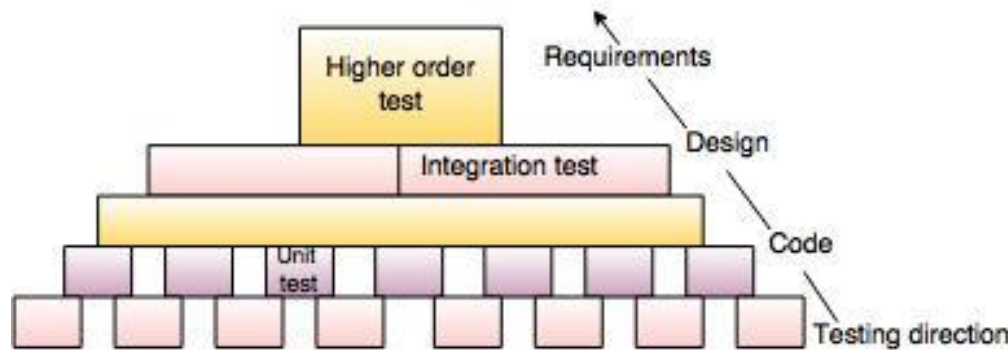 Higher order
test
Requirements
Integration test
Design
Unit
test
Code
Testing direction